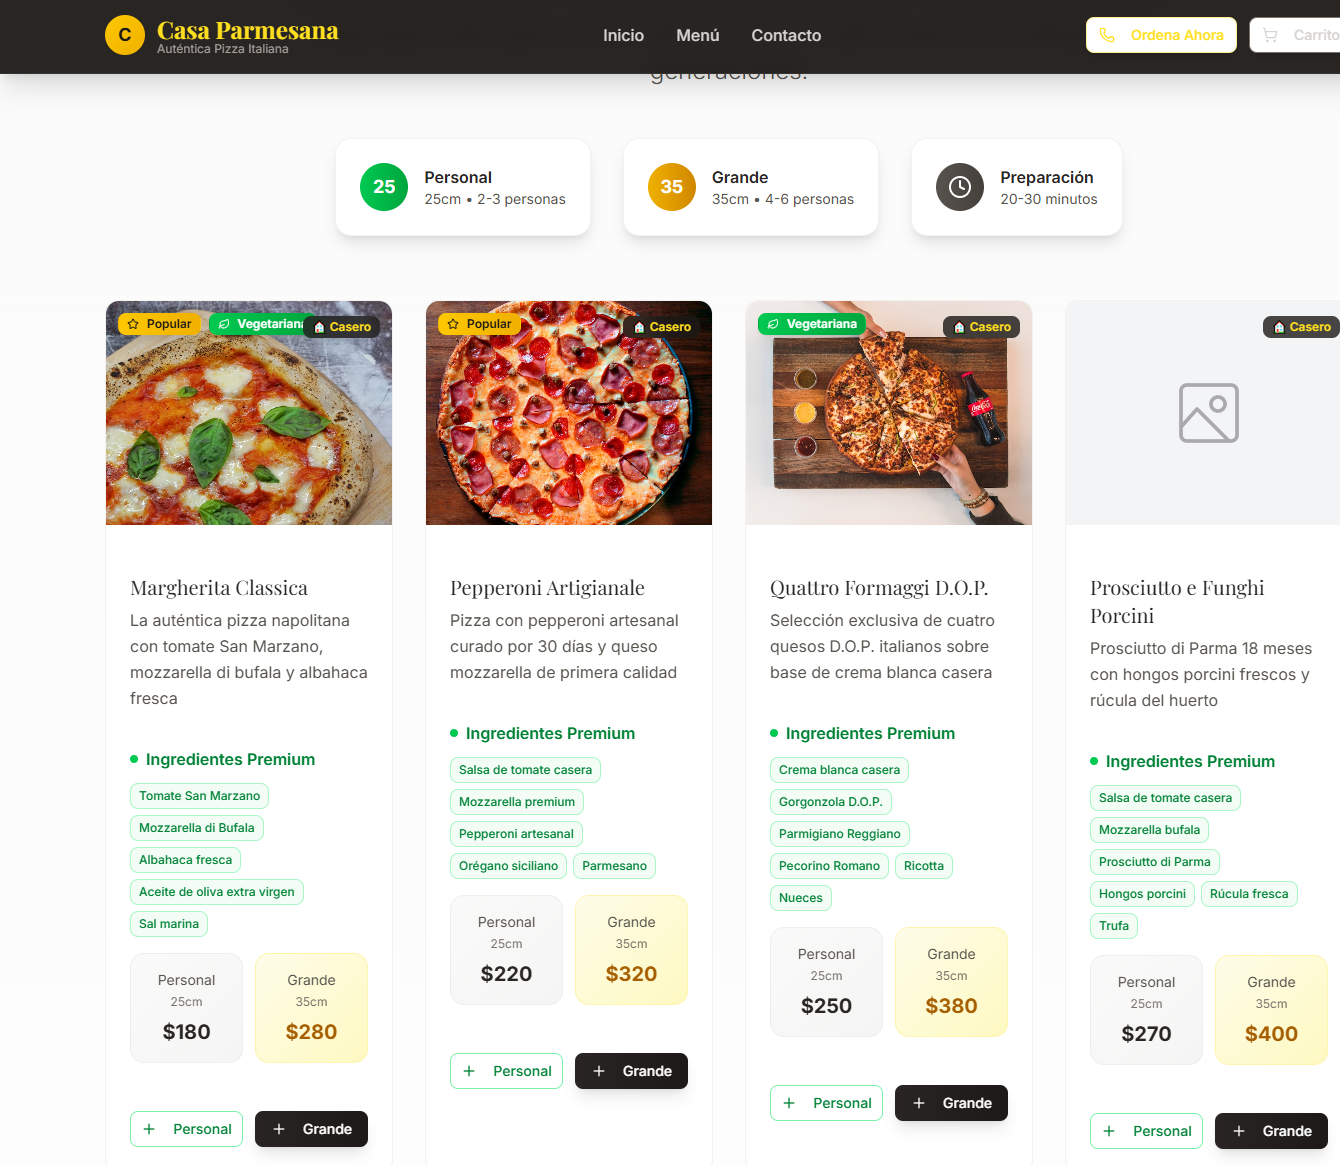 C
Casa Parmesana
Auténtica Pizza Italiana
Inicio
Menú
Contacto
Ordena Ahora
Carrito
generaciones.
25
Personal
25cm • 2-3 personas
35
Grande
35cm • 4-6 personas
Preparación
20-30 minutos
Popular
Vegetariana
Casero
Margherita Classica
La auténtica pizza napolitana
con tomate San Marzano,
mozzarella di bufala y albahaca
fresca
Ingredientes Premium
Tomate San Marzano
Mozzarella di Bufala
Albahaca fresca
Aceite de oliva extra virgen
Sal marina
Personal
25cm
$180
Grande
35cm
$280
+ Personal
+ Grande
Popular
Casero
Pepperoni Artigianale
Pizza con pepperoni artesanal
curado por 30 días y queso
mozzarella de primera calidad
Ingredientes Premium
Salsa de tomate casera
Mozzarella premium
Pepperoni artesanal
Orégano siciliano
Parmesano
Personal
25cm
$220
Grande
35cm
$320
+ Personal
+ Grande
Vegetariana
Casero
Quattro Formaggi D.O.P.
Selección exclusiva de cuatro
quesos D.O.P. italianos sobre
base de crema blanca casera
Ingredientes Premium
Crema blanca casera
Gorgonzola D.O.P.
Parmigiano Reggiano
Pecorino Romano
Ricotta
Nueces
Personal
25cm
$250
Grande
35cm
$380
+ Personal
+ Grande
Casero
Prosciutto e Funghi
Porcini
Prosciutto di Parma 18 meses
con hongos porcini frescos y
rúcula del huerto
Ingredientes Premium
Salsa de tomate casera
Mozzarella bufala
Prosciutto di Parma
Hongos porcini
Rúcula fresca
Trufa
Personal
25cm
$270
Grande
35cm
$400
+ Personal
+ Grande